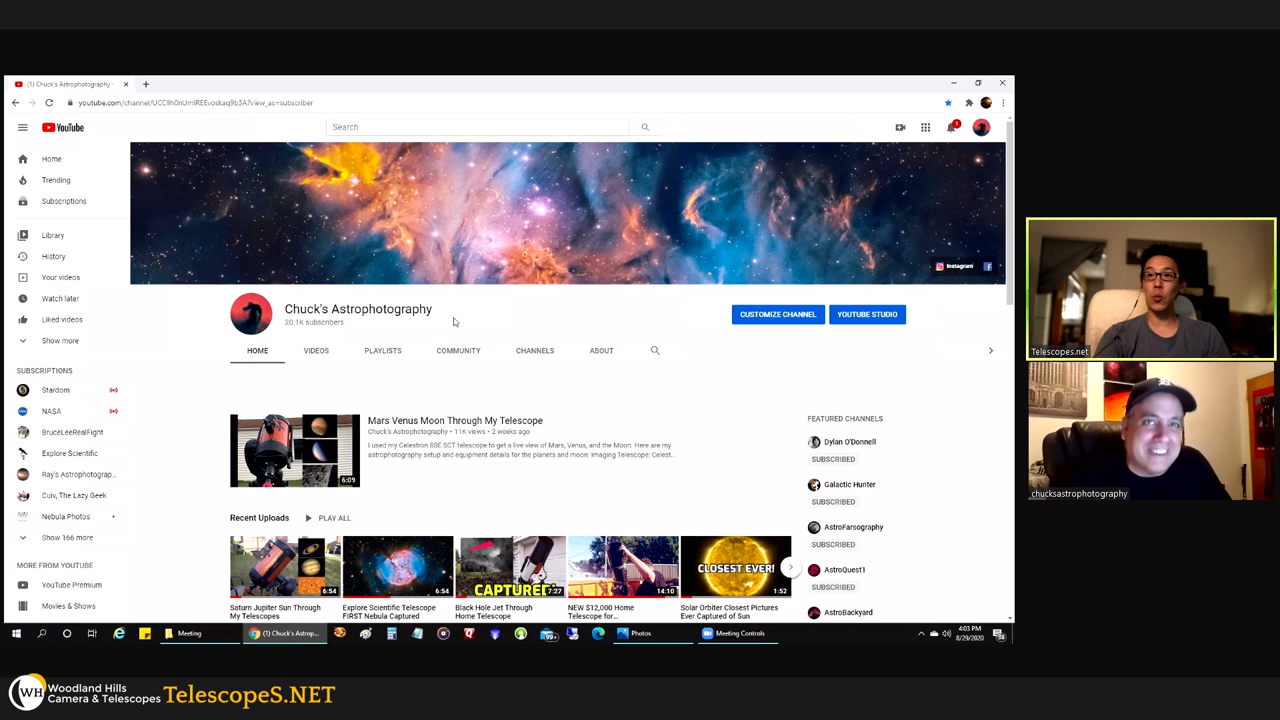 (1) Chuck's Astrophotography -
youtube.com/channel/
YouTube
Search
1
Home
Trending
Subscriptions
Library
History
Your videos
Watch later
Liked videos
Show more
SUBSCRIPTIONS
Stardom
NASA
BruceLeeRealFight
Explore Scientific
Ray's Astrophotograp...
Cuiv, The Lazy Geek
Nebula Photos
Show 166 more
MORE FROM YOUTUBE
YouTube Premium
Movies & Shows
Instagram
Chuck's Astrophotography
20.1K subscribers
CUSTOMIZE CHANNEL
YOUTUBE STUDIO
HOME VIDEOS PLAYLISTS COMMUNITY CHANNELS ABOUT
Mars Venus Moon Through My Telescope
Chuck's Astrophotography • 11K views • 2 weeks ago
I used my Celestron 8SE SCT telescope to get a live view of Mars, Venus, and the Moon. Here are my
astrophotography setup and equipment details for the planets and moon: Imaging Telescope: Celest...
6:09
Recent Uploads PLAY ALL
6:54
Saturn Jupiter Sun Through
My Telescopes
6:54
Explore Scientific Telescope
FIRST Nebula Captured
CAPTURED!
7:27
Black Hole Jet Through
Home Telescope
14:10
NEW $12,000 Home
Telescope for...
CLOSEST EVER!
1:52
Solar Orbiter Closest Pictures
Ever Captured of Sun
FEATURED CHANNELS
Dylan O'Donnell
SUBSCRIBED
Galactic Hunter
SUBSCRIBED
AstroFarsography
SUBSCRIBED
AstroQuest1
SUBSCRIBED
AstroBackyard
Telescopes.net
chucksastrophotography
Meeting
(1) Chuck's Astrop...
99+
Photos
Meeting Controls
4:03 PM
8/29/2020
WH
Woodland Hills
Camera & Telescopes
TelescopeS.NET